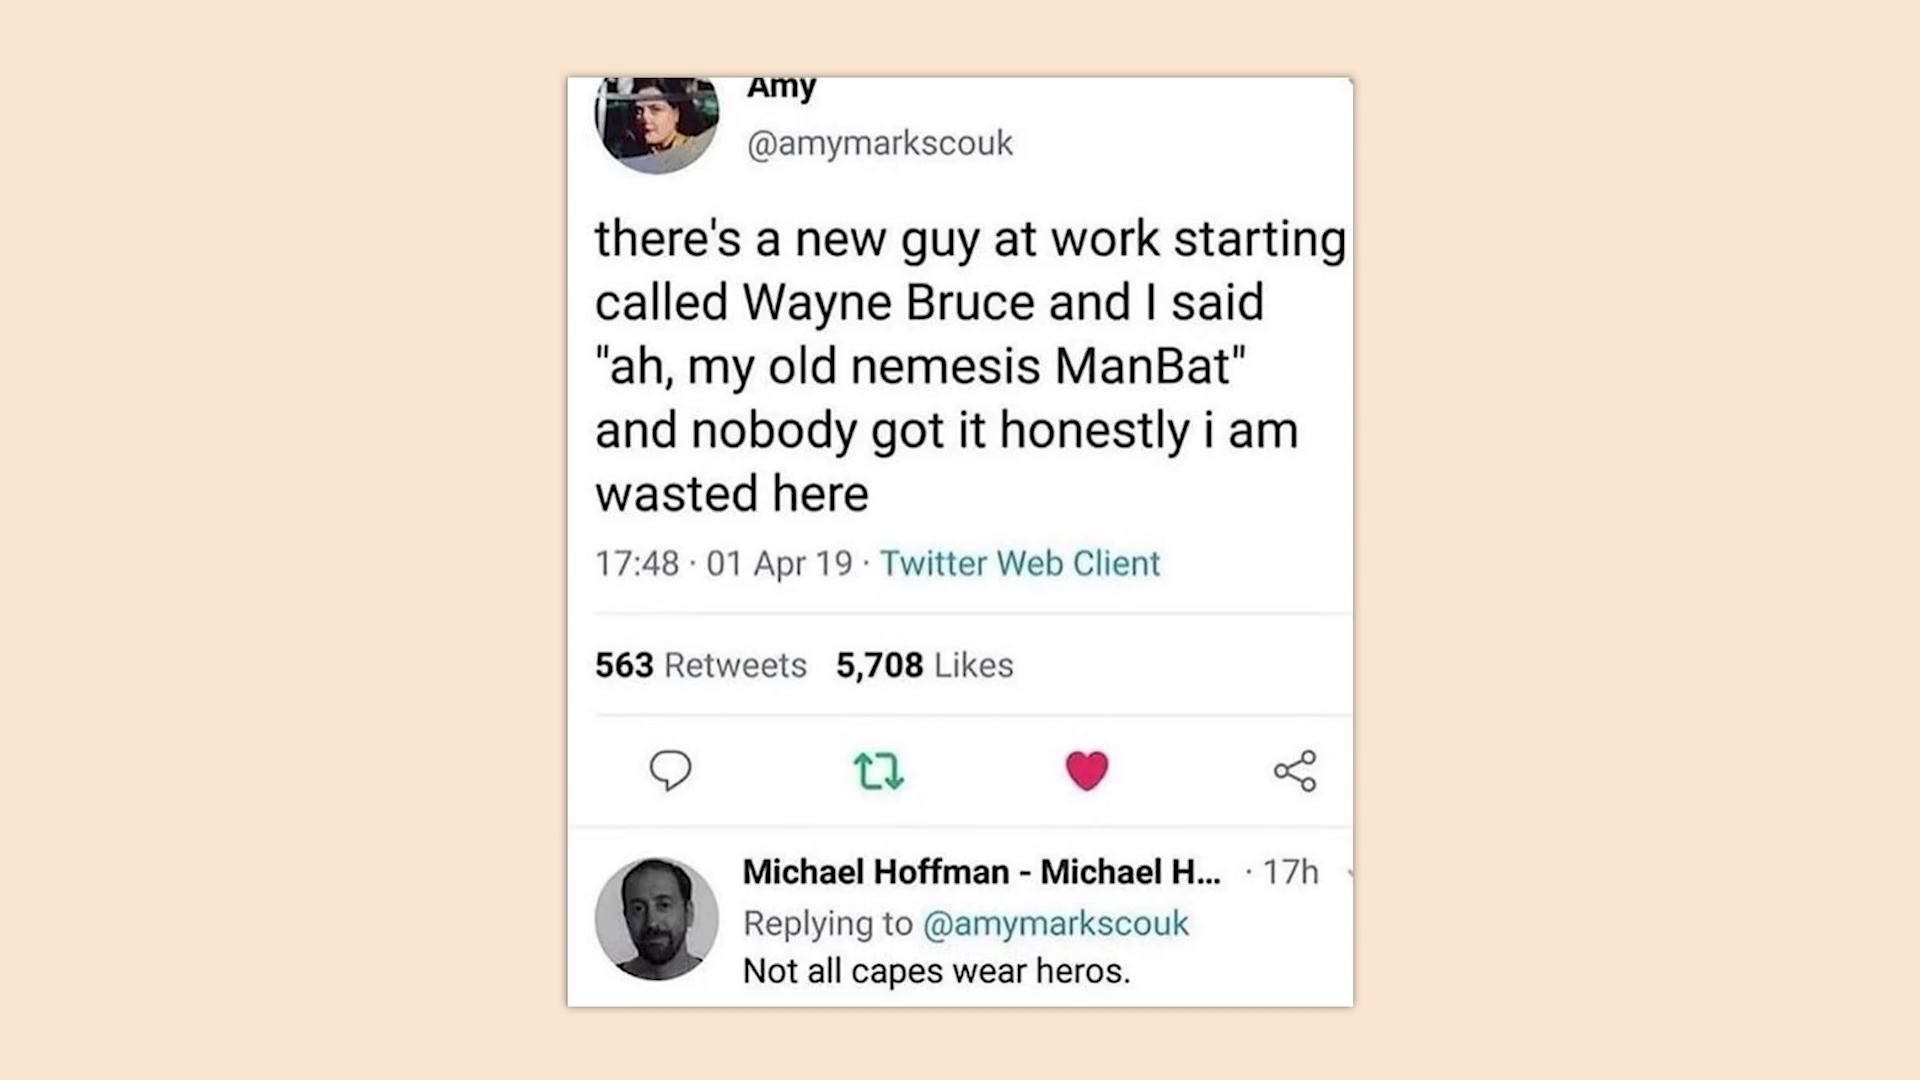 Amy
@amymarkscouk
there's a new guy at work starting
called Wayne Bruce and I said
"ah, my old nemesis ManBat"
and nobody got it honestly i am
wasted here
17:48 · 01 Apr 19 · Twitter Web Client
563 Retweets 5,708 Likes
Michael Hoffman - Michael H... · 17h
Replying to @amymarkscouk
Not all capes wear heros.